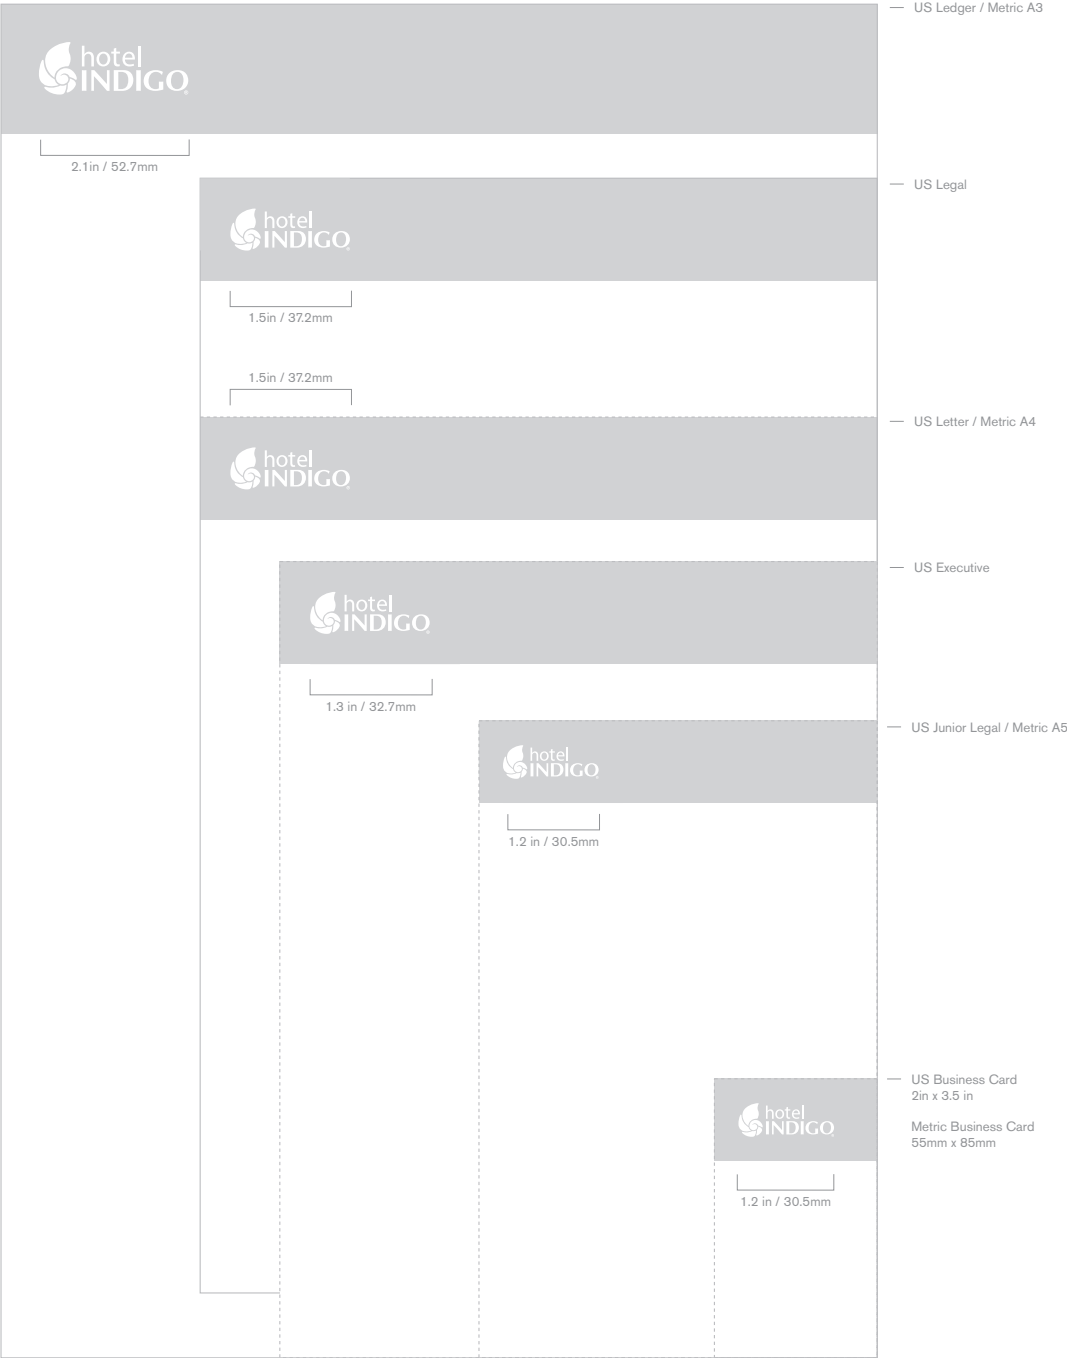 US Ledger / Metric A3
hotel
INDIGO
2.1in / 52.7mm
US Legal
hotel
INDIGO
1.5in / 37.2mm
1.5in / 37.2mm
US Letter / Metric A4
hotel
INDIGO
US Executive
hotel
INDIGO
1.3 in / 32.7mm
US Junior Legal / Metric A5
hotel
INDIGO
1.2 in / 30.5mm
US Business Card
2in x 3.5 in
Metric Business Card
55mm x 85mm
hotel
INDIGO
1.2 in / 30.5mm